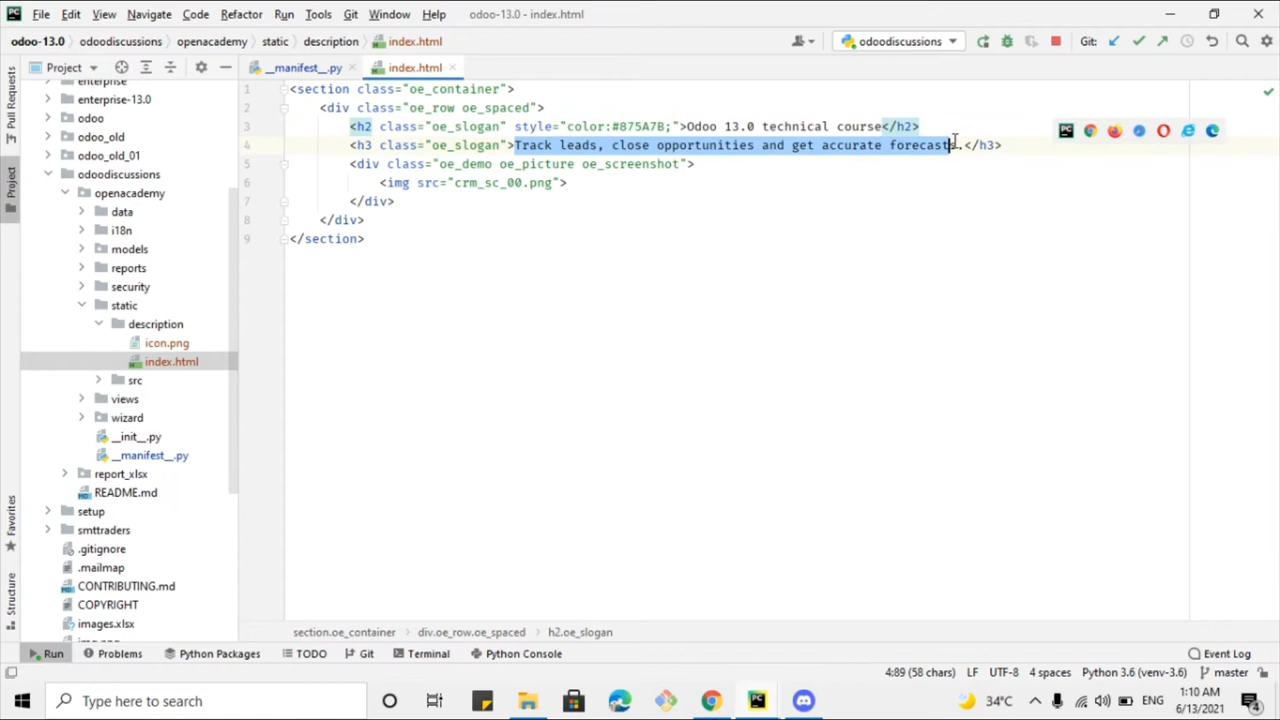 File Edit View Navigate Code Refactor Run Tools Git Window Help odoo-13.0 - index.html
odoo-13.0 odoodiscussions openacademy static description index.html odoodiscussions Git:
Project __manifest__.py index.html
Pull Requests
Project
Favorites
Structure
enterprise
enterprise-13.0
odoo
odoo_old
odoo_old_01
odoodiscussions
openacademy
data
i18n
models
reports
security
static
description
icon.png
index.html
src
views
wizard
__init__.py
__manifest__.py
report_xlsx
README.md
setup
smttraders
.gitignore
.mailmap
CONTRIBUTING.md
COPYRIGHT
images.xlsx
1 <section class="oe_container">
2 <div class="oe_row oe_spaced">
3 <h2 class="oe_slogan" style="color:#875A7B;">Odoo 13.0 technical course</h2>
4 <h3 class="oe_slogan">Track leads, close opportunities and get accurate forecasts.</h3>
5 <div class="oe_demo oe_picture oe_screenshot">
6 <img src="crm_sc_00.png">
7 </div>
8 </div>
9 </section>
section.oe_container div.oe_row.oe_spaced h2.oe_slogan
Run Problems Python Packages TODO Git Terminal Python Console Event Log
4:89 (58 chars) LF UTF-8 4 spaces Python 3.6 (venv-3.6) master
Type here to search 34°C ENG 1:10 AM
6/13/2021 4